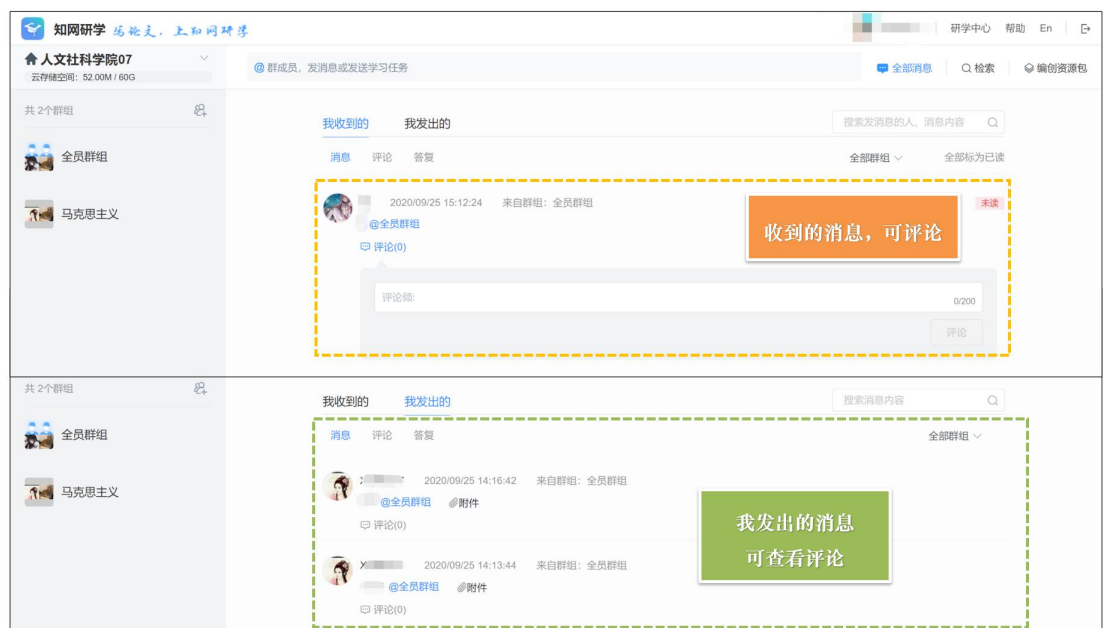 知网研学 写论文，上知网研学
研学中心 帮助 En
人文社科学院07
云存储空间：52.00M / 60G
@ 群成员，发消息或发送学习任务
全部消息 检索 编创资源包
共 2个群组
全员群组
马克思主义
我收到的 我发出的
搜索发消息的人、消息内容
消息 评论 答复
全部群组 全部标为已读
2020/09/25 15:12:24 来自群组：全员群组
未读
@全员群组
评论(0)
收到的消息，可评论
评论倾:
0/200
评论
共 2个群组
全员群组
马克思主义
我收到的 我发出的
搜索消息内容
消息 评论 答复
全部群组
2020/09/25 14:16:42 来自群组：全员群组
@全员群组 附件
评论(0)
我发出的消息
可查看评论
2020/09/25 14:13:44 来自群组：全员群组
@全员群组 附件
评论(0)